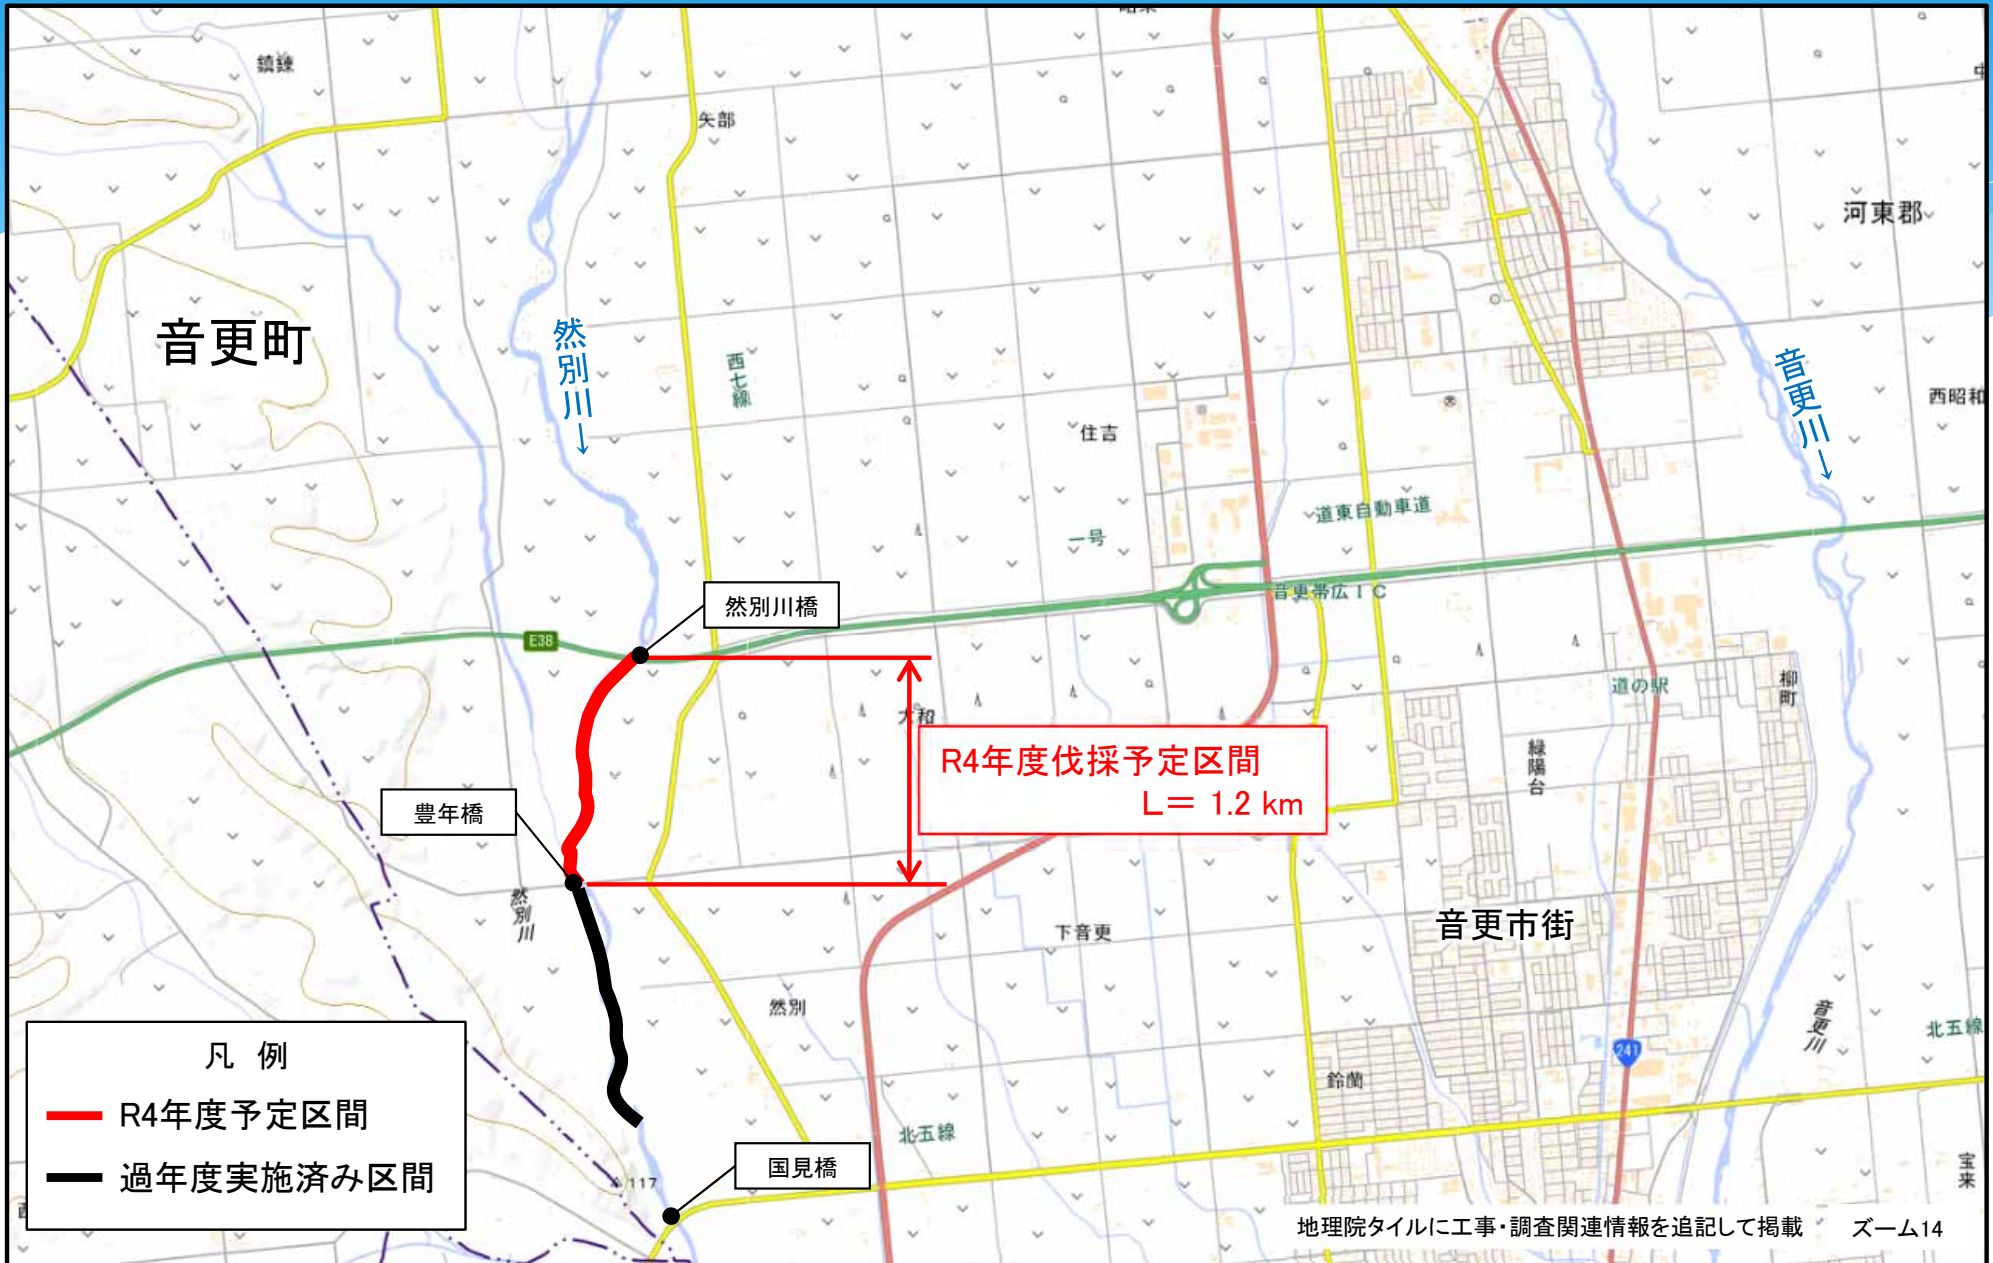 鎮錬
矢部
河東郡
音更町
然別川→
西七線
音更川→
西昭和
住吉
道東自動車道
一号
音更帯広IC
然別川橋
E38
道の駅
柳町
大和
R4年度伐採予定区間
L= 1.2 km
緑陽台
豊年橋
然別川
下音更
音更市街
然別
音更川
北五線
241
鈴蘭
凡 例
R4年度予定区間
過年度実施済み区間
北五線
国見橋
117
宝来
地理院タイルに工事・調査関連情報を追記して掲載 ズーム14